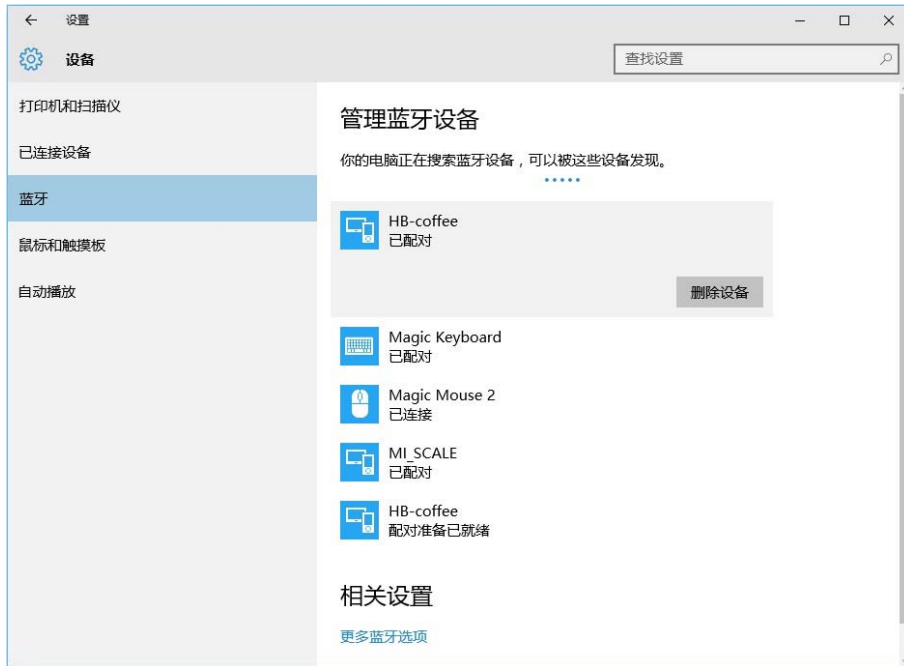 设置
设备
查找设置
打印机和扫描仪
已连接设备
蓝牙
鼠标和触摸板
自动播放
管理蓝牙设备
你的电脑正在搜索蓝牙设备，可以被这些设备发现。
HB-coffee
已配对
删除设备
Magic Keyboard
已配对
Magic Mouse 2
已连接
MI_SCALE
已配对
HB-coffee
配对准备已就绪
相关设置
更多蓝牙选项